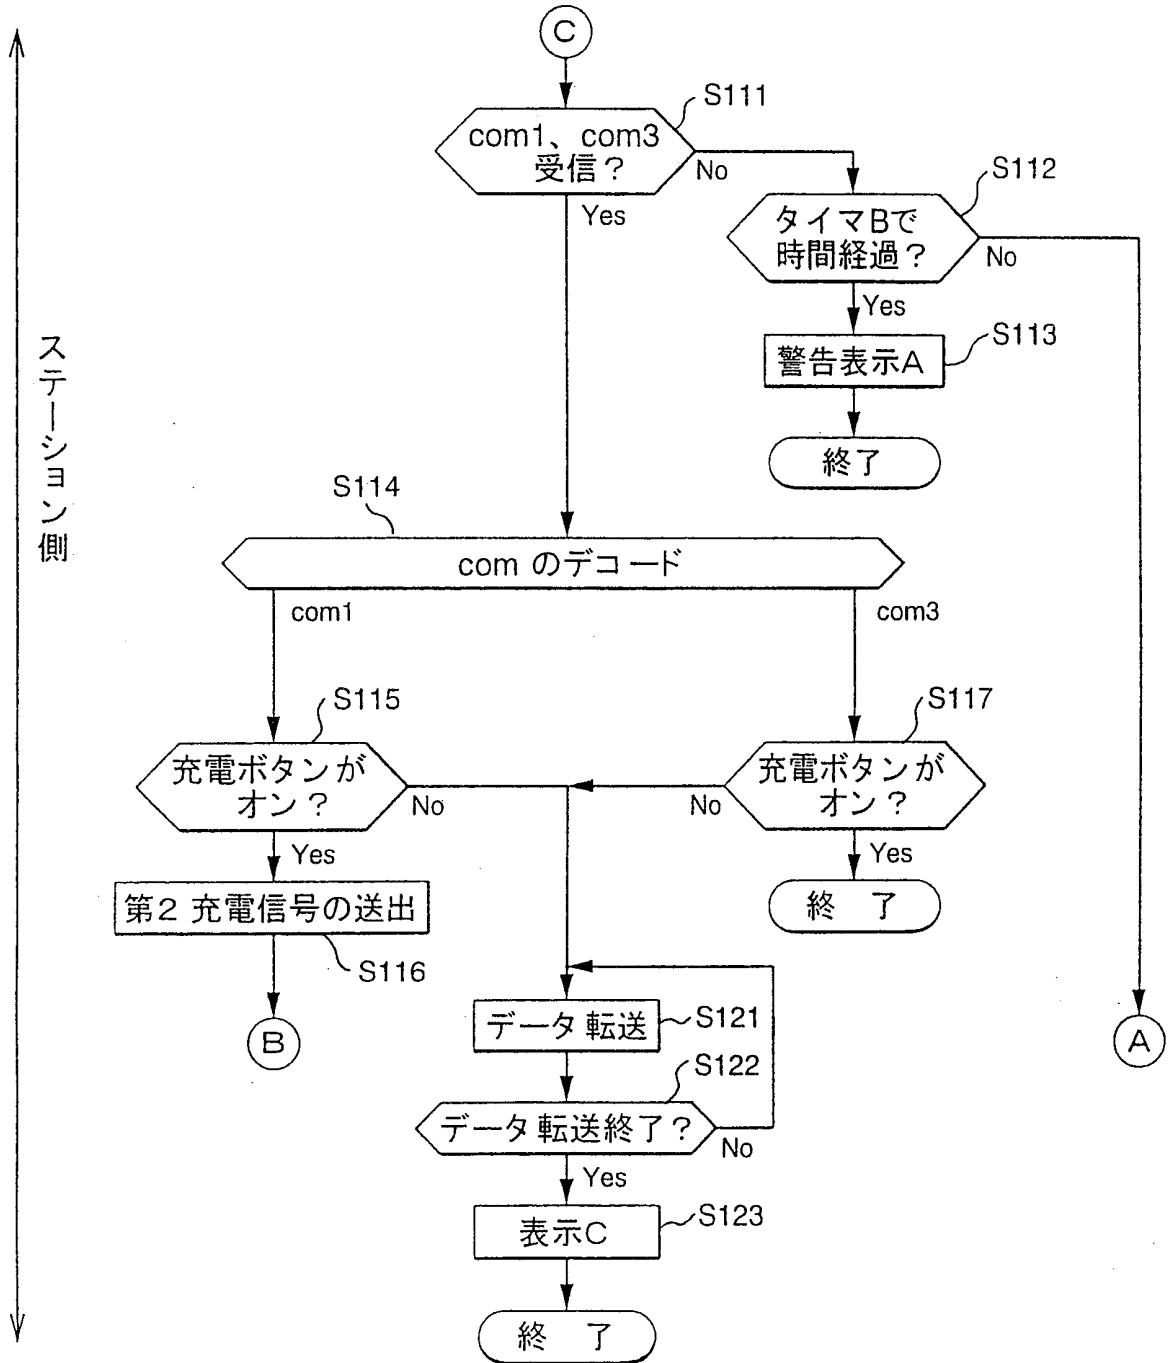 C
S111
com1、com3
受信？
No
Yes
S112
タイマBで
時間経過？
No
Yes
S113
警告表示A
終了
ステーション側
S114
com のデコード
com1
com3
S115
充電ボタンが
オン？
No
Yes
S117
充電ボタンが
オン？
No
Yes
第2 充電信号の送出
S116
終 了
B
データ転送
S121
A
S122
データ転送終了？
No
Yes
表示C
S123
終 了